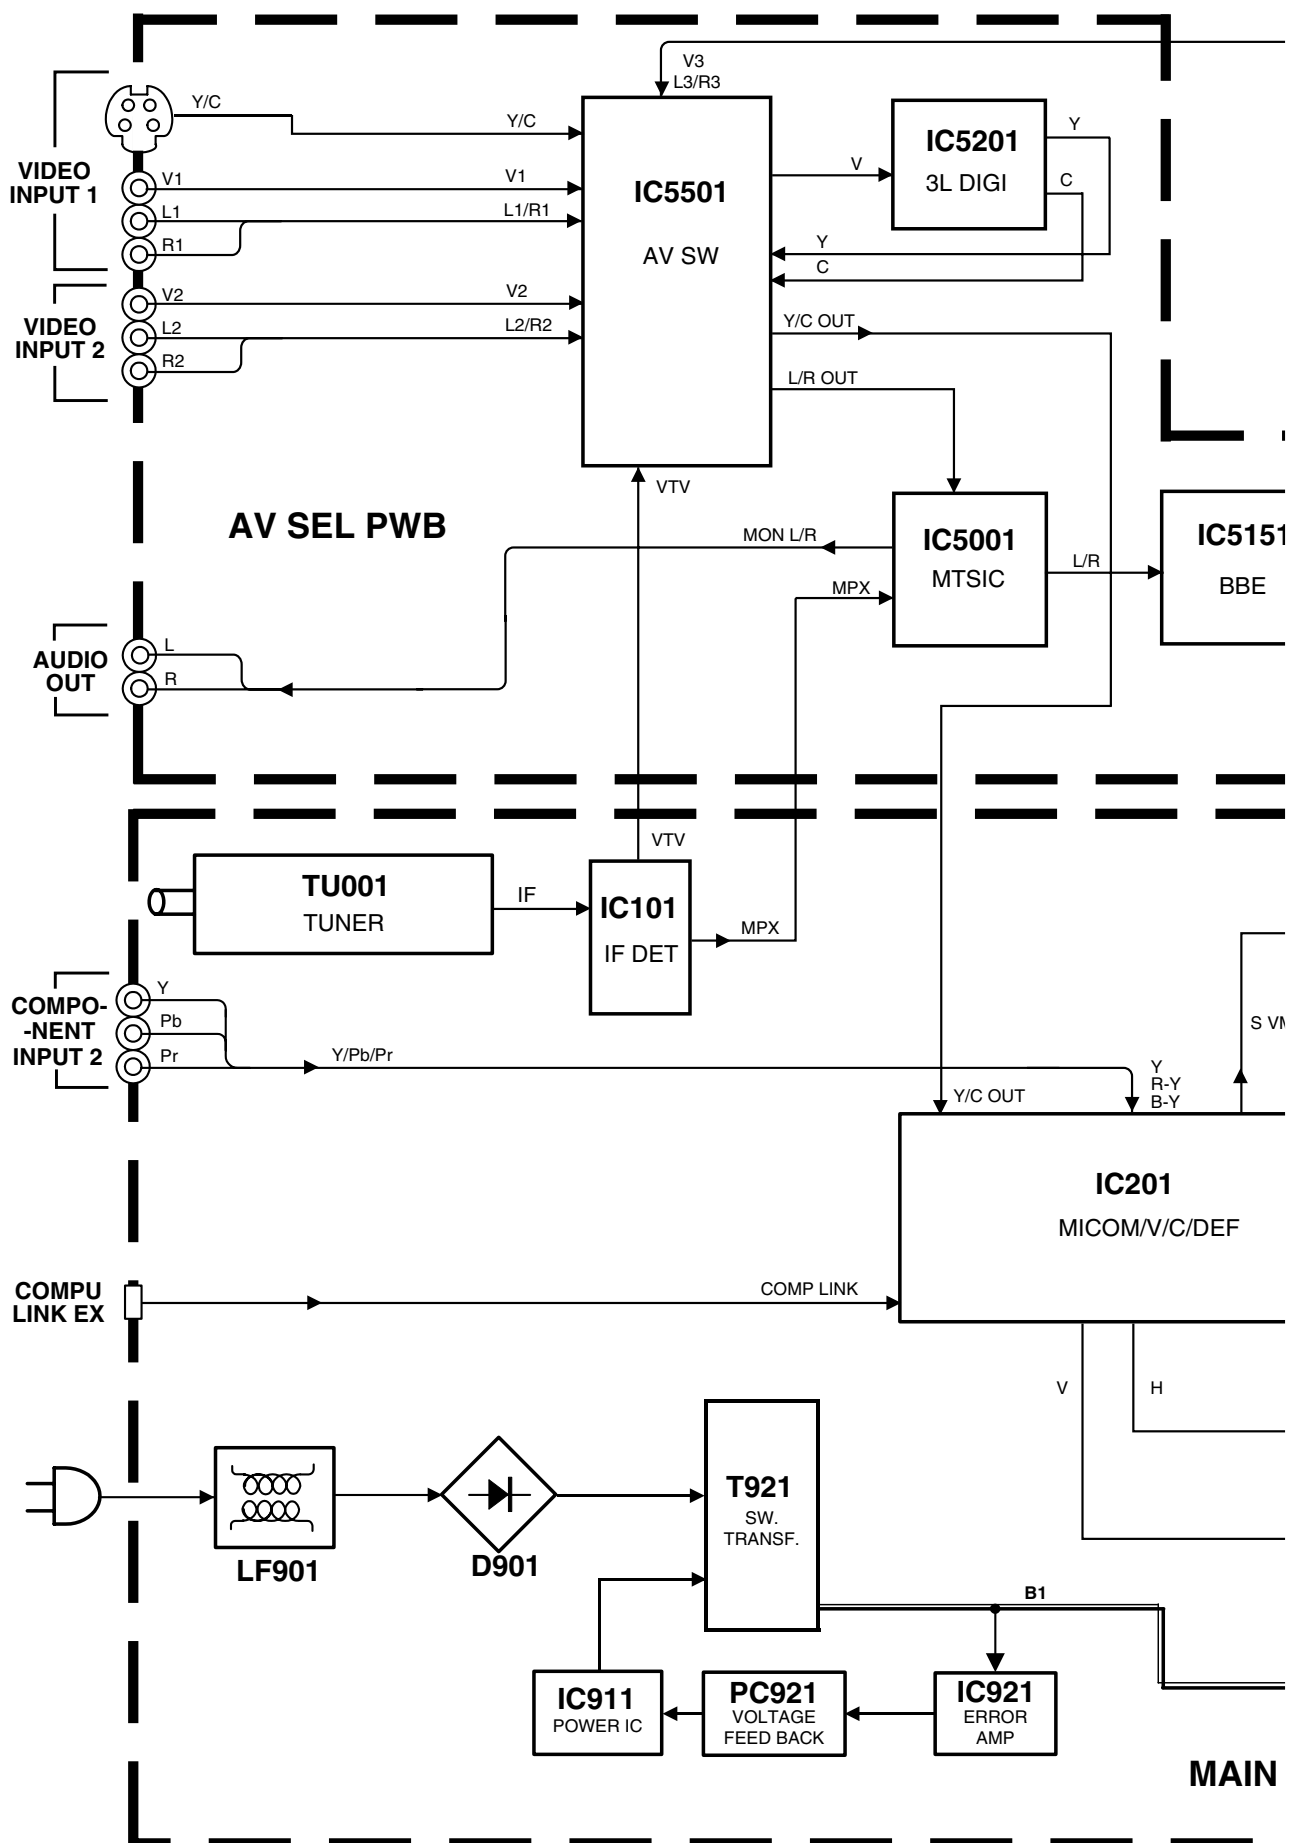 V3
L3/R3
Y/C
Y/C
VIDEO
INPUT 1
V1
V1
L1
L1/R1
R1
IC5501
AV SW
V
IC5201
3L DIGI
Y
C
Y
C
VIDEO
INPUT 2
V2
V2
L2
L2/R2
R2
Y/C OUT
L/R OUT
VTV
AV SEL PWB
MON L/R
MPX
IC5001
MTSIC
L/R
IC5151
BBE
AUDIO
OUT
L
R
VTV
TU001
TUNER
IF
IC101
IF DET
MPX
COMPO-
-NENT
INPUT 2
Y
Pb
Pr
Y/Pb/Pr
S
Y/C OUT
Y
R-Y
B-Y
IC201
MICOM/V/C/DEF
COMPU
LINK EX
COMP LINK
V
H
LF901
D901
T921
SW.
TRANSF.
B1
IC911
POWER IC
PC921
VOLTAGE
FEED BACK
IC921
ERROR
AMP
MAIN